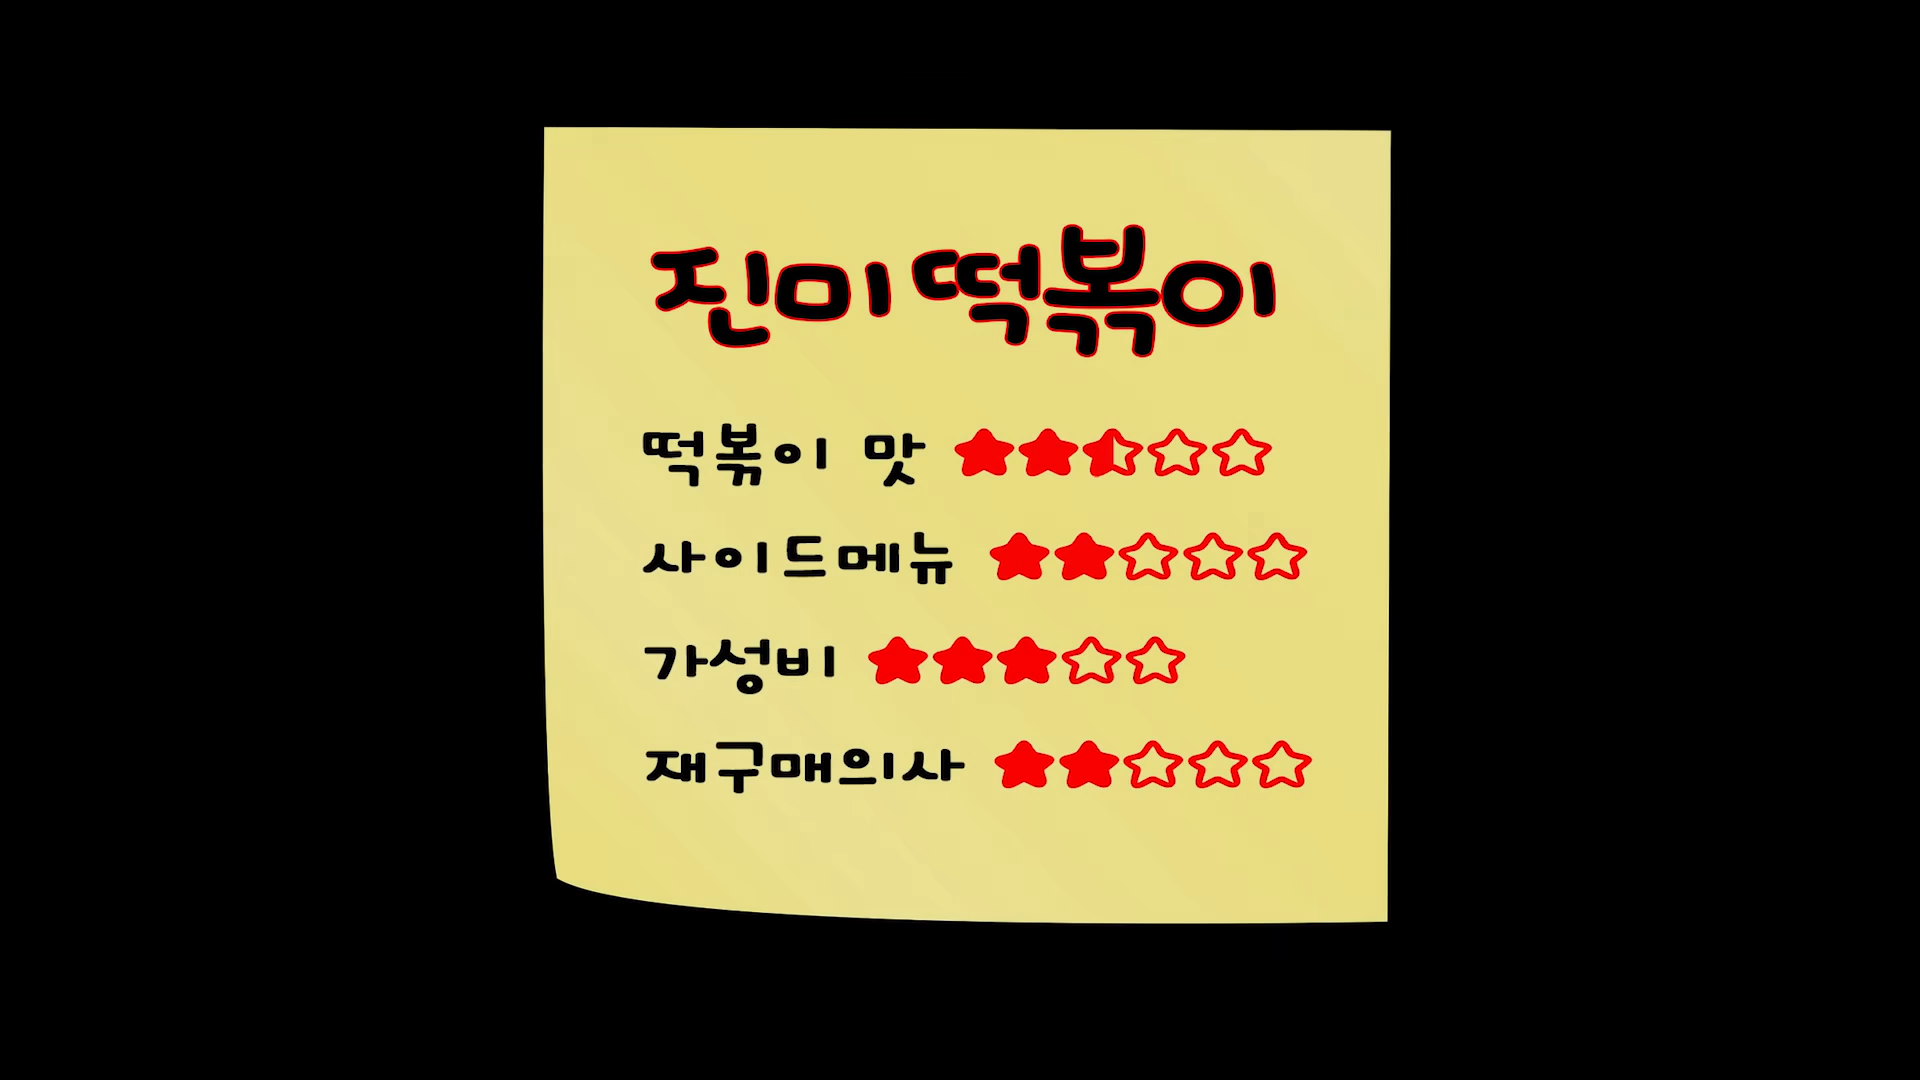 진미 떡볶이
떡볶이 맛
사이드메뉴
가성비
재구매의사